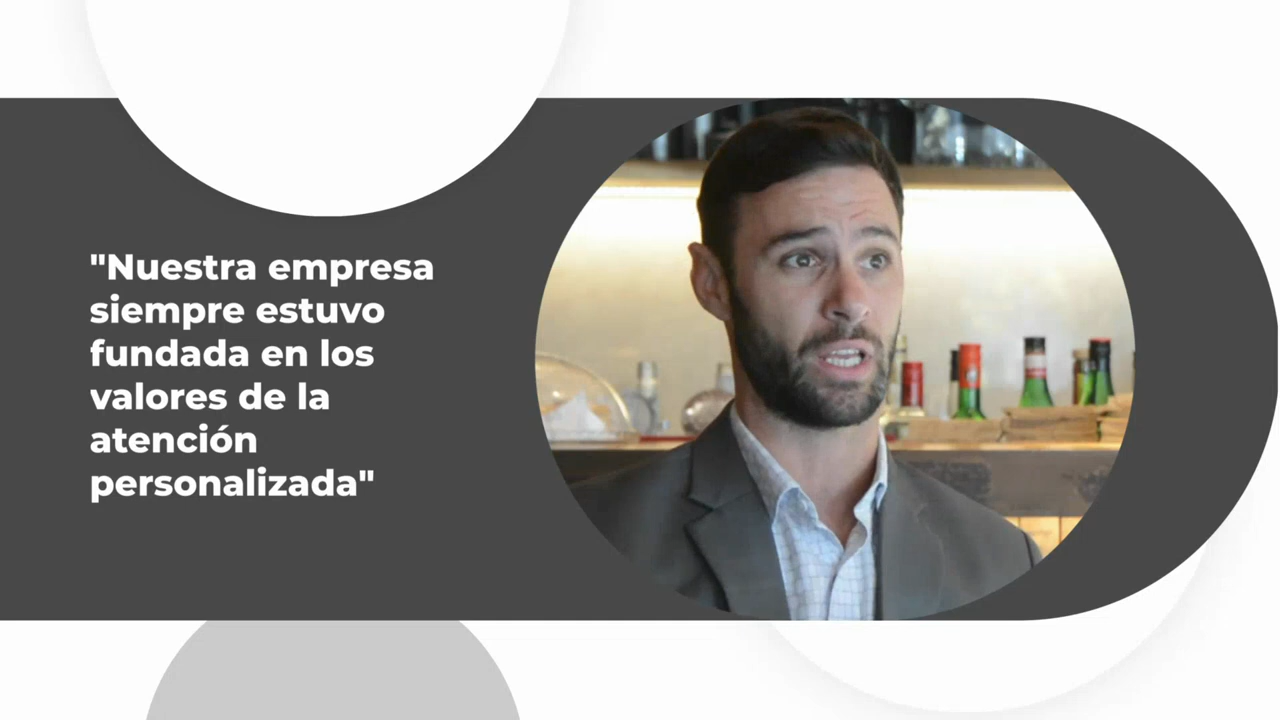 "Nuestra empresa
siempre estuvo
fundada en los
valores de la
atención
personalizada"